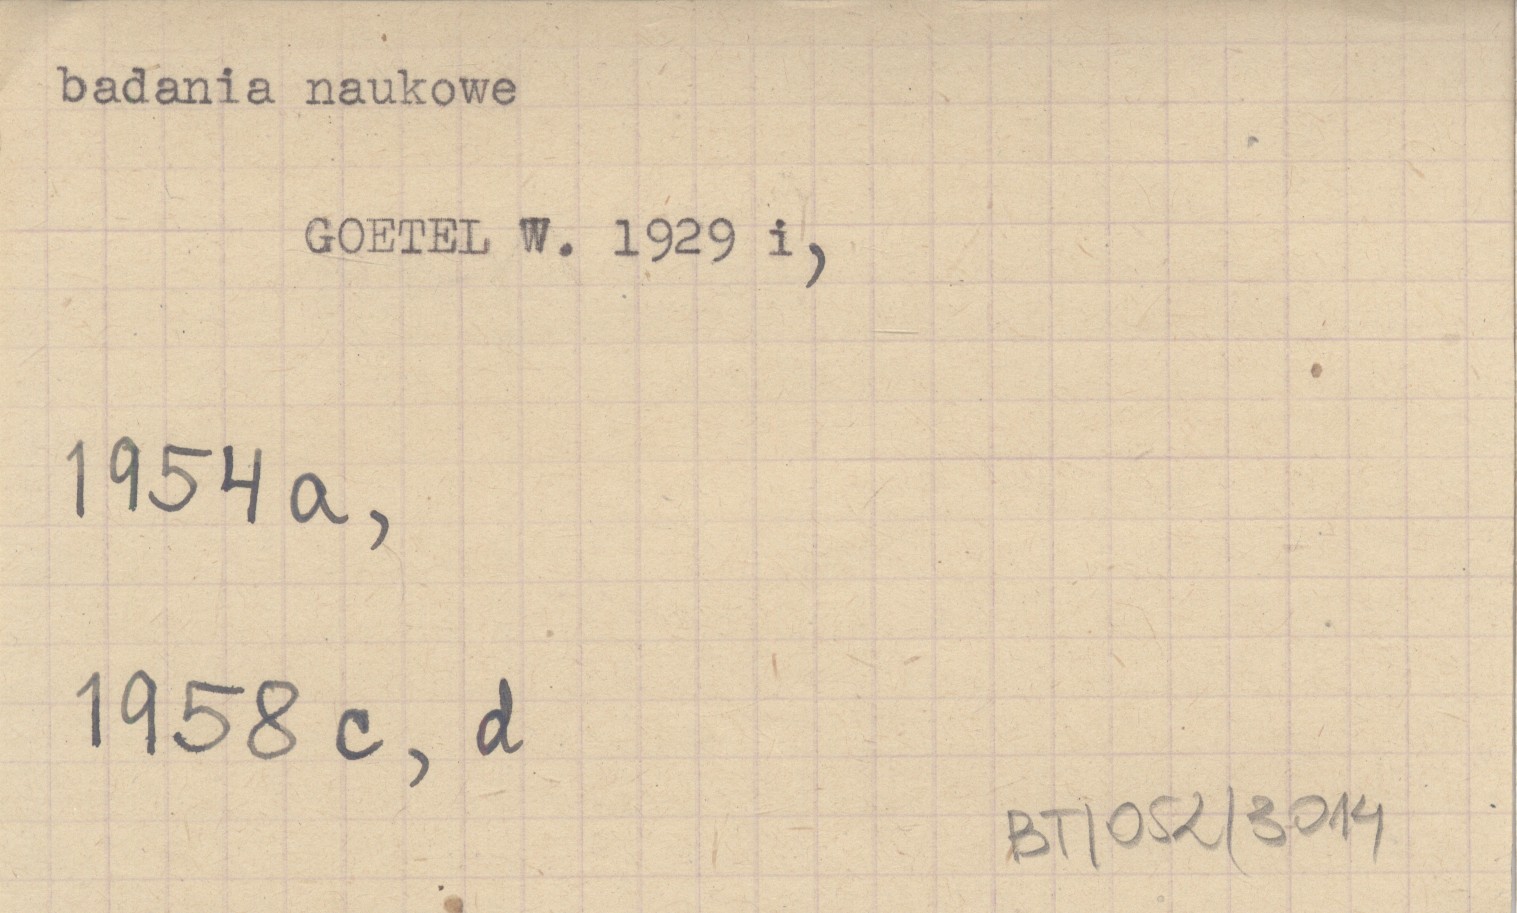 badania naukowe
GOETEL W. 1929 i,
1954 a,
1958 c, d
BT/052/3014